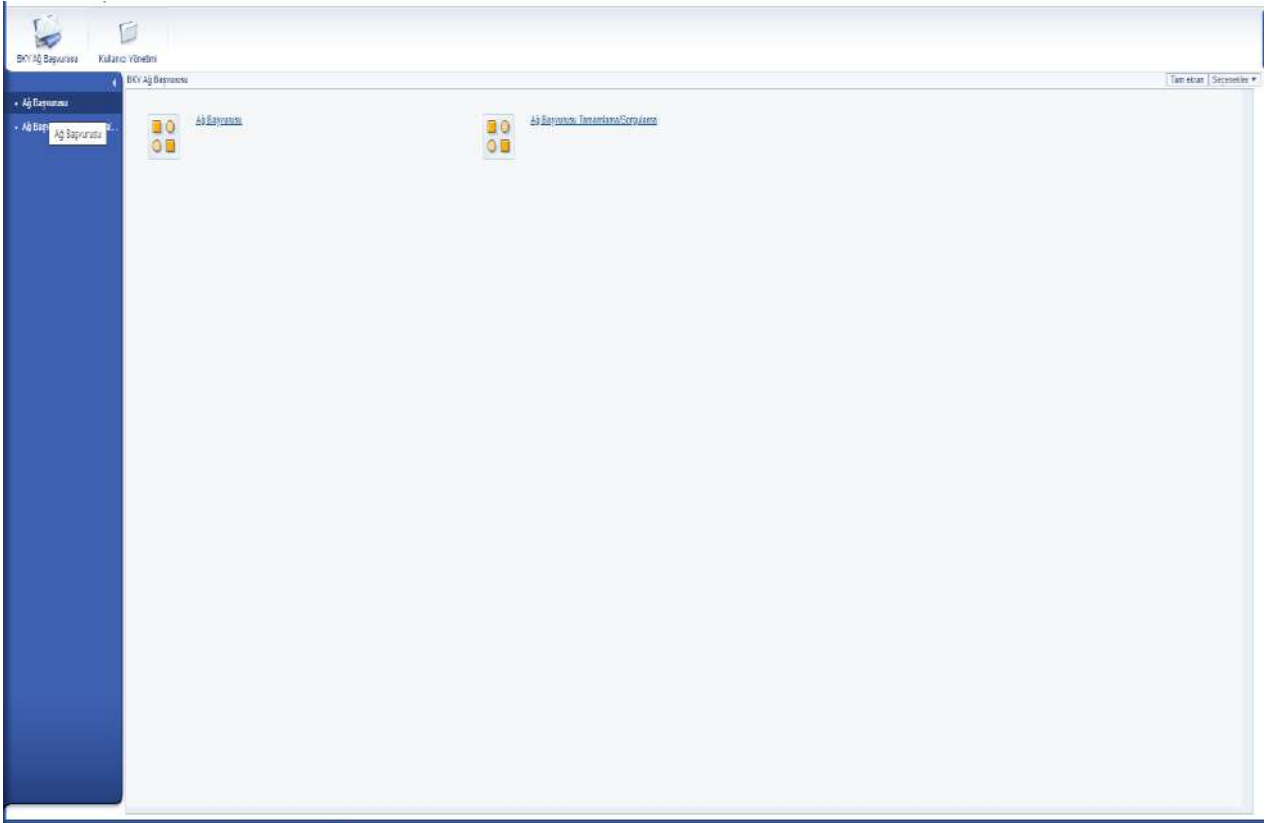 BKY Ağ Başvurusu
Kullanıcı Yönetimi
BKY Ağ Başvurusu
Tam ekran
Seçenekler
Ağ Başvurusu
Ağ Başvurusu
Ağ Başvurusu
Ağ Başvurusu Tamamlama/Sorgulama